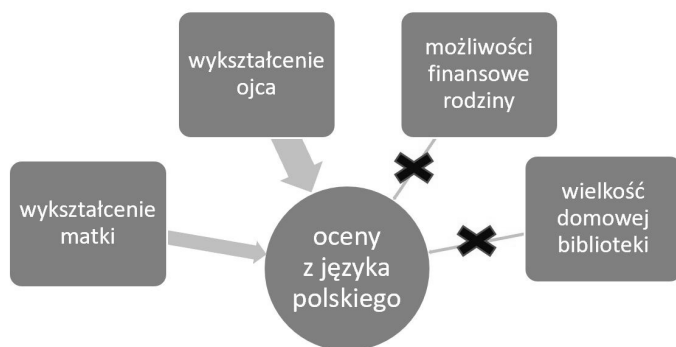 wykształcenie
ojca
możliwości
finansowe
rodziny
wykształcenie
matki
wielkość
domowej
biblioteki
oceny
z języka
polskiego